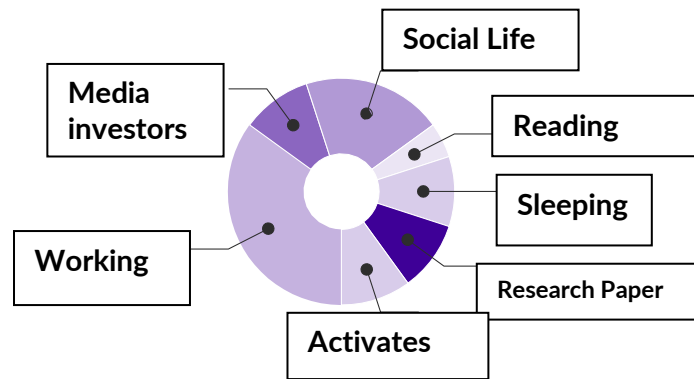 Social Life
Media
investors
Reading
Sleeping
Working
Research Paper
Activates